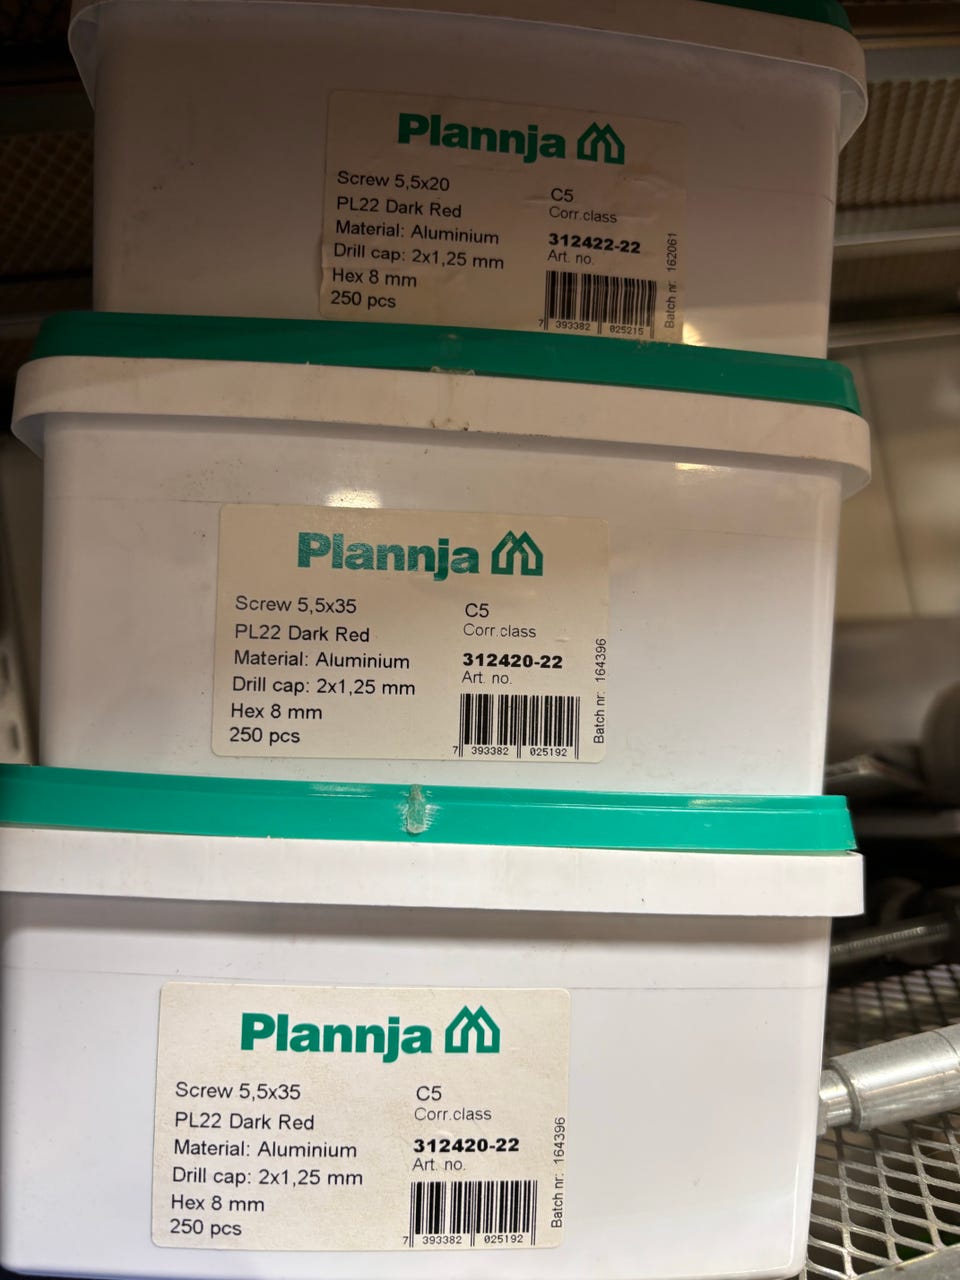 Plannja
Screw 5,5x20
PL22 Dark Red
Material: Aluminium
Drill cap: 2x1,25 mm
Hex 8 mm
250 pcs
C5
Corr.class
312422-22
Art. no.
7 393382 025215
Batch nr: 162061
Plannja
Screw 5,5x35
PL22 Dark Red
Material: Aluminium
Drill cap: 2x1,25 mm
Hex 8 mm
250 pcs
C5
Corr.class
312420-22
Art. no.
7 393382 025192
Batch nr: 164396
Plannja
Screw 5,5x35
PL22 Dark Red
Material: Aluminium
Drill cap: 2x1,25 mm
Hex 8 mm
250 pcs
C5
Corr.class
312420-22
Art. no.
7 393382 025192
Batch nr: 164396